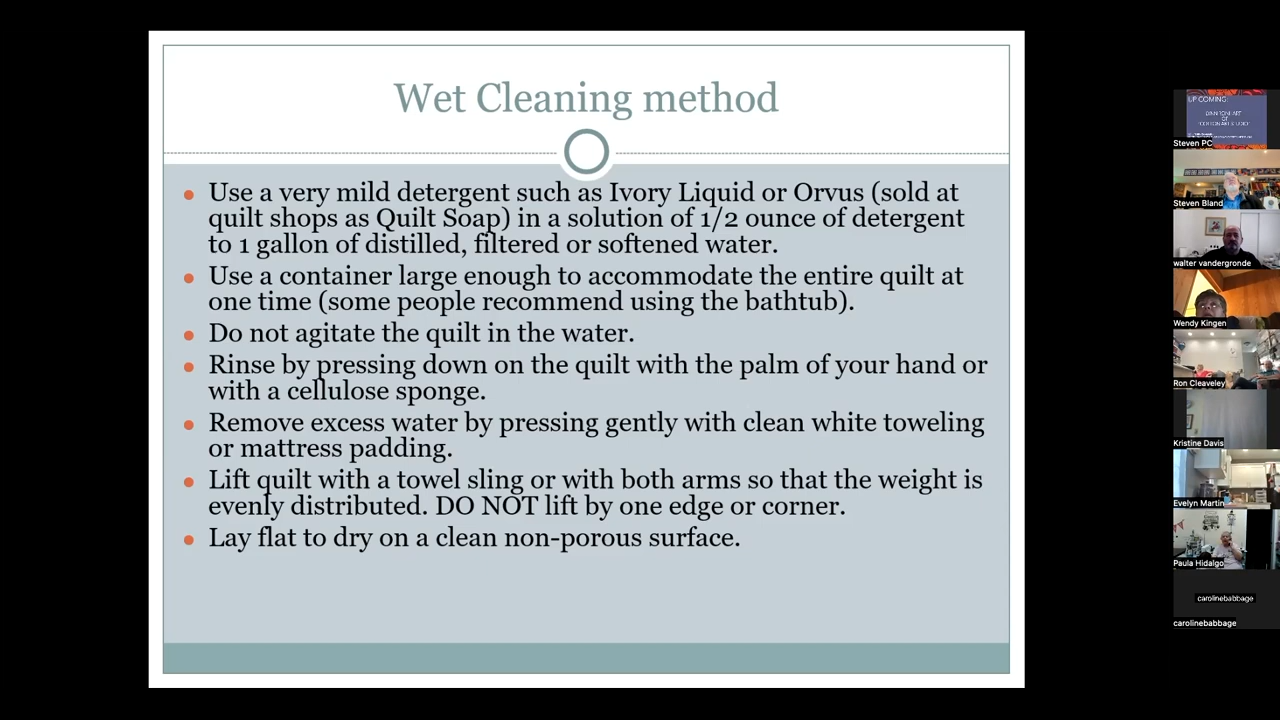 Wet Cleaning method
Use a very mild detergent such as Ivory Liquid or Orvus (sold at
quilt shops as Quilt Soap) in a solution of 1/2 ounce of detergent
to 1 gallon of distilled, filtered or softened water.
Use a container large enough to accommodate the entire quilt at
one time (some people recommend using the bathtub).
Do not agitate the quilt in the water.
Rinse by pressing down on the quilt with the palm of your hand or
with a cellulose sponge.
Remove excess water by pressing gently with clean white toweling
or mattress padding.
Lift quilt with a towel sling or with both arms so that the weight is
evenly distributed. DO NOT lift by one edge or corner.
Lay flat to dry on a clean non-porous surface.
UP COMING:
Steven PC
Steven Bland
walter vandergronde
Wendy Kingen
Ron Cleaveley
Kristine Davis
Evelyn Martin
Paula Hidalgo
carolinebabbage
carolinebabbage